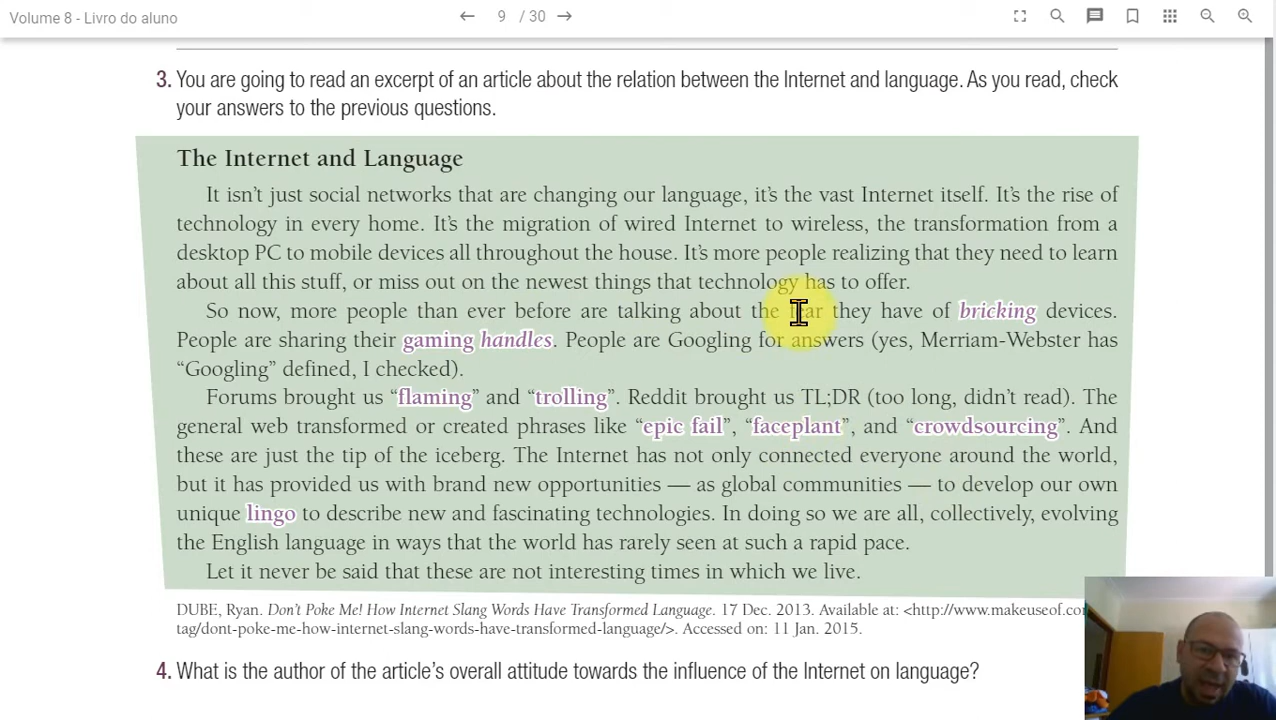 Volume 8 - Livro do aluno
9 / 30
3. You are going to read an excerpt of an article about the relation between the Internet and language. As you read, check
your answers to the previous questions.
The Internet and Language
It isn't just social networks that are changing our language, it's the vast Internet itself. It's the rise of
technology in every home. It's the migration of wired Internet to wireless, the transformation from a
desktop PC to mobile devices all throughout the house. It's more people realizing that they need to learn
about all this stuff, or miss out on the newest things that technology has to offer.
So now, more people than ever before are talking about the fear they have of bricking devices.
People are sharing their gaming handles. People are Googling for answers (yes, Merriam-Webster has
“Googling” defined, I checked).
Forums brought us “flaming” and “trolling”. Reddit brought us TL;DR (too long, didn't read). The
general web transformed or created phrases like “epic fail”, “faceplant”, and “crowdsourcing”. And
these are just the tip of the iceberg. The Internet has not only connected everyone around the world,
but it has provided us with brand new opportunities — as global communities — to develop our own
unique lingo to describe new and fascinating technologies. In doing so we are all, collectively, evolving
the English language in ways that the world has rarely seen at such a rapid pace.
Let it never be said that these are not interesting times in which we live.
DUBE, Ryan. Don't Poke Me! How Internet Slang Words Have Transformed Language. 17 Dec. 2013. Available at: <http://www.makeuseof.co
tag/dont-poke-me-how-internet-slang-words-have-transformed-language/>. Accessed on: 11 Jan. 2015.
4. What is the author of the article's overall attitude towards the influence of the Internet on language?